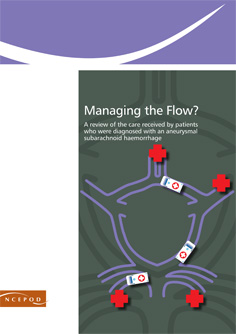 Managing the Flow?
A review of the care received by patients
who were diagnosed with an aneurysmal
subarachnoid haemorrhage
NCEPOD